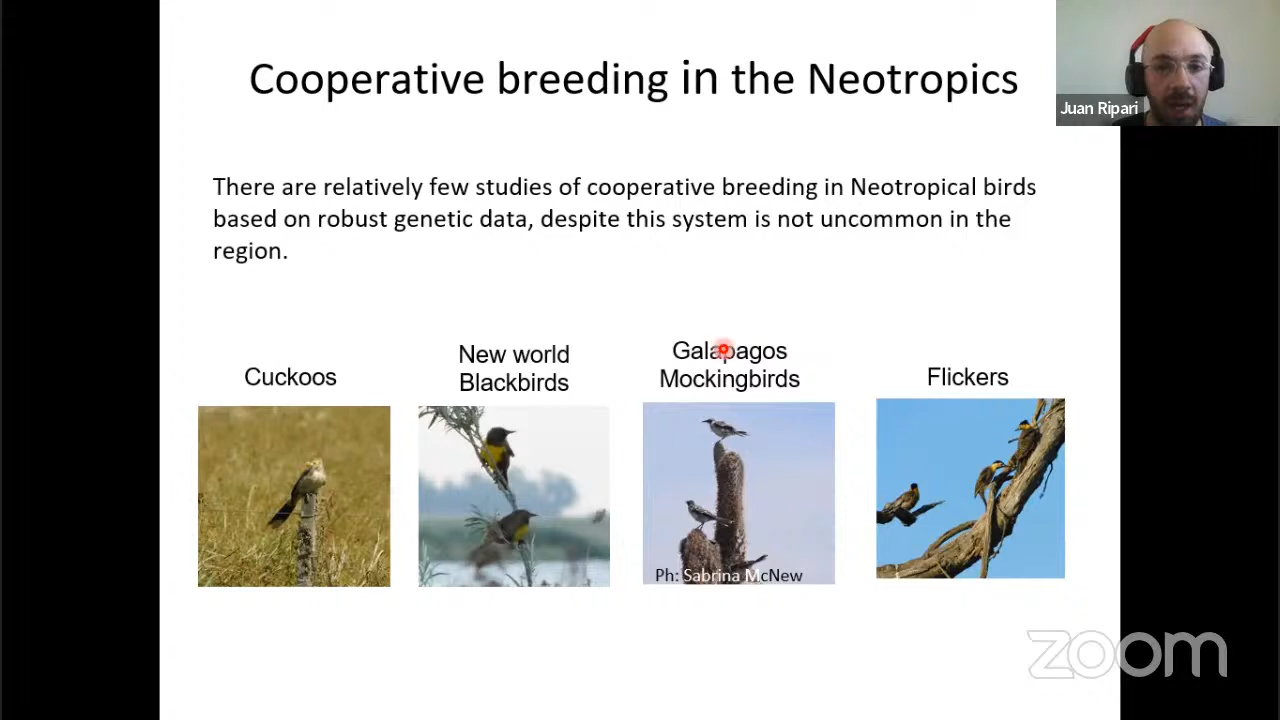 Cooperative breeding in the Neotropics
Juan Ripari
There are relatively few studies of cooperative breeding in Neotropical birds
based on robust genetic data, despite this system is not uncommon in the
region.
Cuckoos
New world
Blackbirds
Galapagos
Mockingbirds
Flickers
Ph: Sabrina McNew
zoom